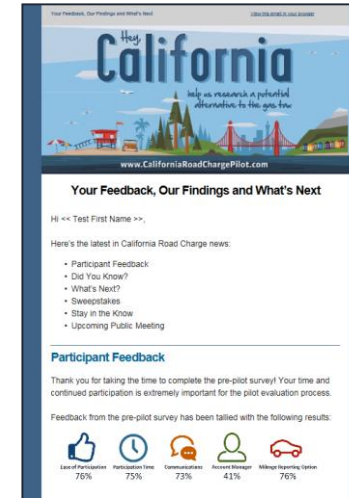 Your Feedback, Our Findings and What's Next
View this email in your browser
Hey,
California
help us research a potential
alternative to the gas tax
www.CaliforniaRoadChargePilot.com
Your Feedback, Our Findings and What's Next
Hi << Test First Name >>,
Here's the latest in California Road Charge news:
• Participant Feedback
• Did You Know?
• What's Next?
• Sweepstakes
• Stay in the Know
• Upcoming Public Meeting
Participant Feedback
Thank you for taking the time to complete the pre-pilot survey! Your time and
continued participation is extremely important for the pilot evaluation process.
Feedback from the pre-pilot survey has been tallied with the following results:
Ease of Participation Participation Time Communications Account Manager Mileage Reporting Option
76% 75% 73% 41% 76%